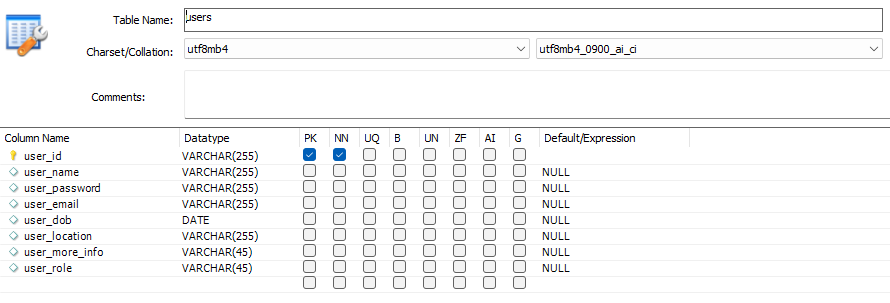 Table Name: users
Charset/Collation: utf8mb4 utf8mb4_0900_ai_ci
Comments:
Column Name Datatype PK NN UQ B UN ZF AI G Default/Expression
user_id VARCHAR(255)
user_name VARCHAR(255) NULL
user_password VARCHAR(255) NULL
user_email VARCHAR(255) NULL
user_dob DATE NULL
user_location VARCHAR(255) NULL
user_more_info VARCHAR(45) NULL
user_role VARCHAR(45) NULL